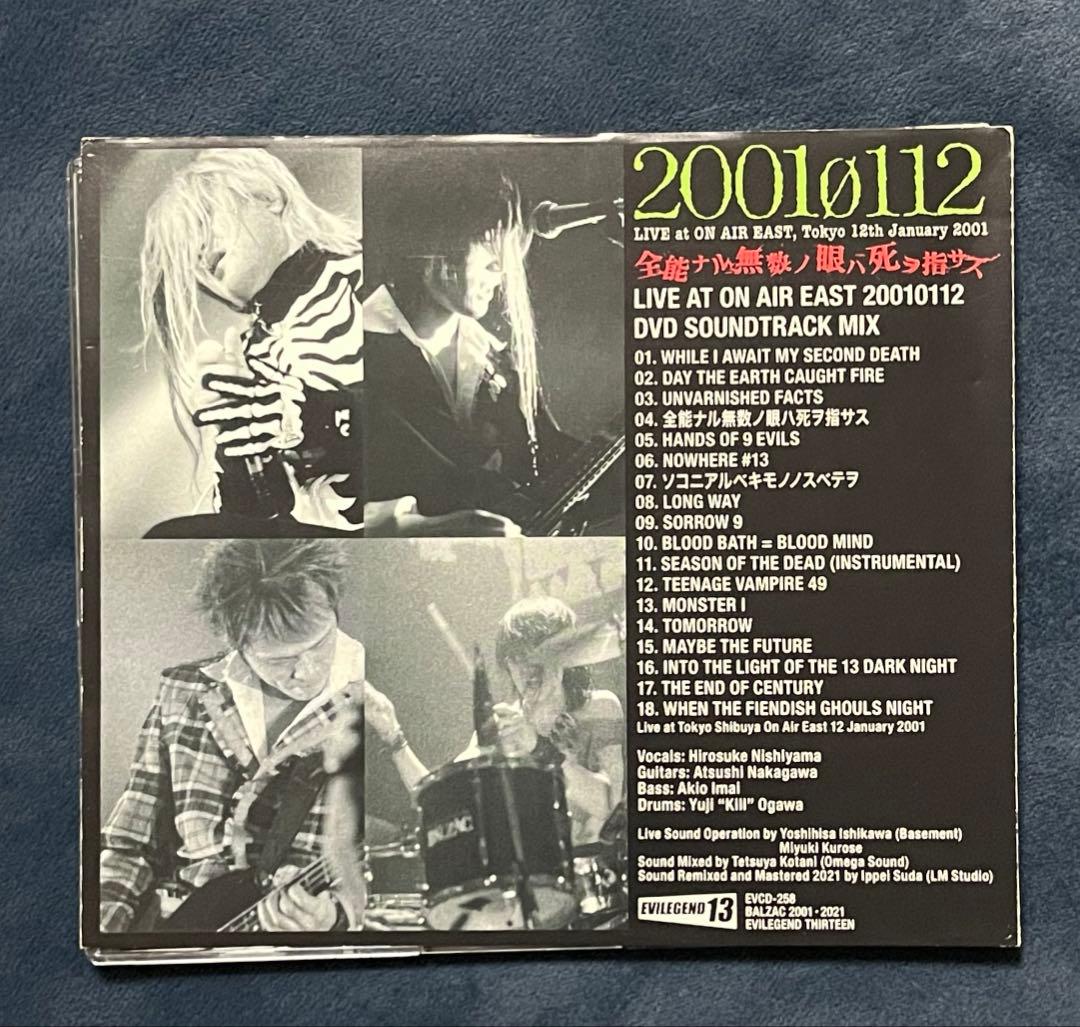 20010112
LIVE at ON AIR EAST, Tokyo 12th January 2001
全能ナル無数ノ眼ハ死ヲ指サス
LIVE AT ON AIR EAST 20010112
DVD SOUNDTRACK MIX
01. WHILE I AWAIT MY SECOND DEATH
02. DAY THE EARTH CAUGHT FIRE
03. UNVARNISHED FACTS
04. 全能ナル無数ノ眼ハ死ヲ指サス
05. HANDS OF 9 EVILS
06. NOWHERE #13
07. ソコニアルベキモノノスベテヲ
08. LONG WAY
09. SORROW 9
10. BLOOD BATH = BLOOD MIND
11. SEASON OF THE DEAD (INSTRUMENTAL)
12. TEENAGE VAMPIRE 49
13. MONSTER I
14. TOMORROW
15. MAYBE THE FUTURE
16. INTO THE LIGHT OF THE 13 DARK NIGHT
17. THE END OF CENTURY
18. WHEN THE FIENDISH GHOULS NIGHT
Live at Tokyo Shibuya On Air East 12 January 2001
Vocals: Hirosuke Nishiyama
Guitars: Atsushi Nakagawa
Bass: Akio Imai
Drums: Yuji “Kill” Ogawa
Live Sound Operation by Yoshihisa Ishikawa (Basement)
Miyuki Kurose
Sound Mixed by Tetsuya Kotani (Omega Sound)
Sound Remixed and Mastered 2021 by Ippei Suda (LM Studio)
EVILEGEND 13
EVCD-258
BALZAC 2001・2021
EVILEGEND THIRTEEN
BALZAC